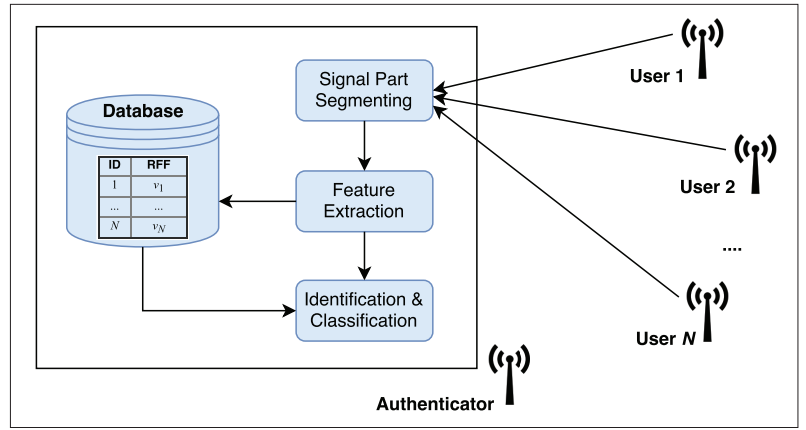 Signal Part
Segmenting
User 1
Database
ID RFF
1 v1
... ...
N vN
Feature
Extraction
User 2
....
Identification &
Classification
User N
Authenticator